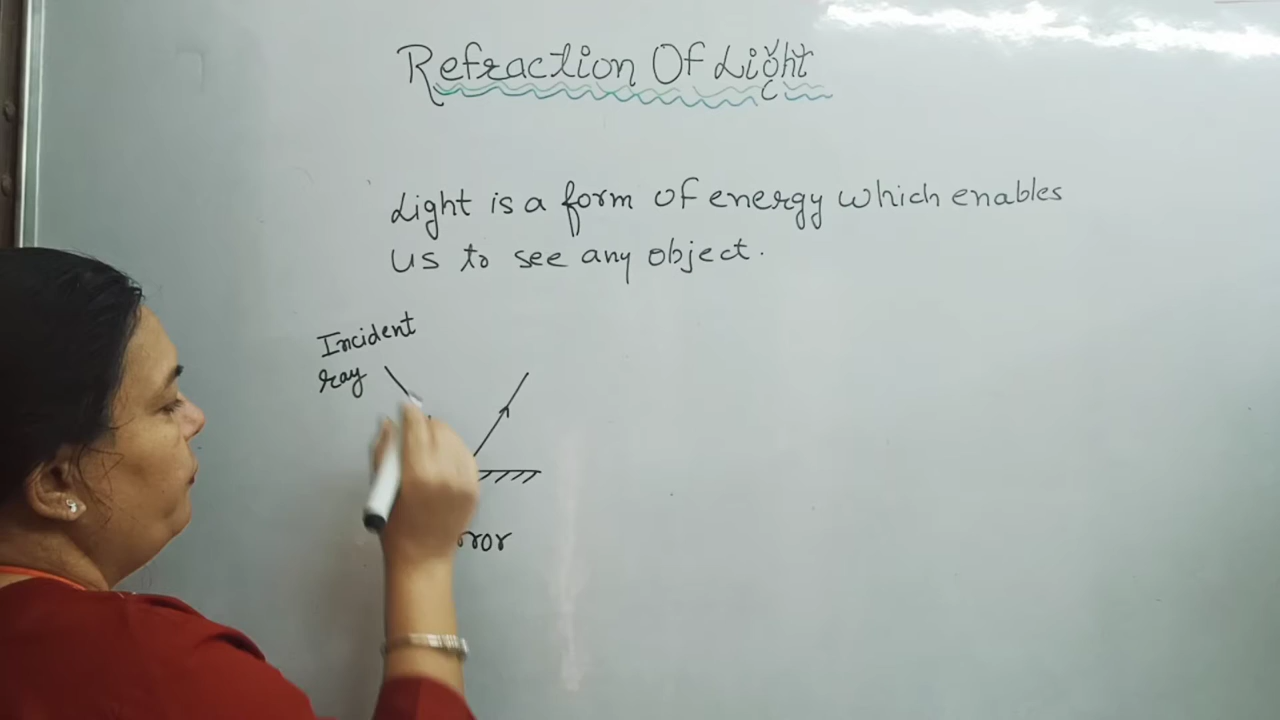 Refraction Of Light
Light is a form of energy which enables
us to see any object.
Incident
ray